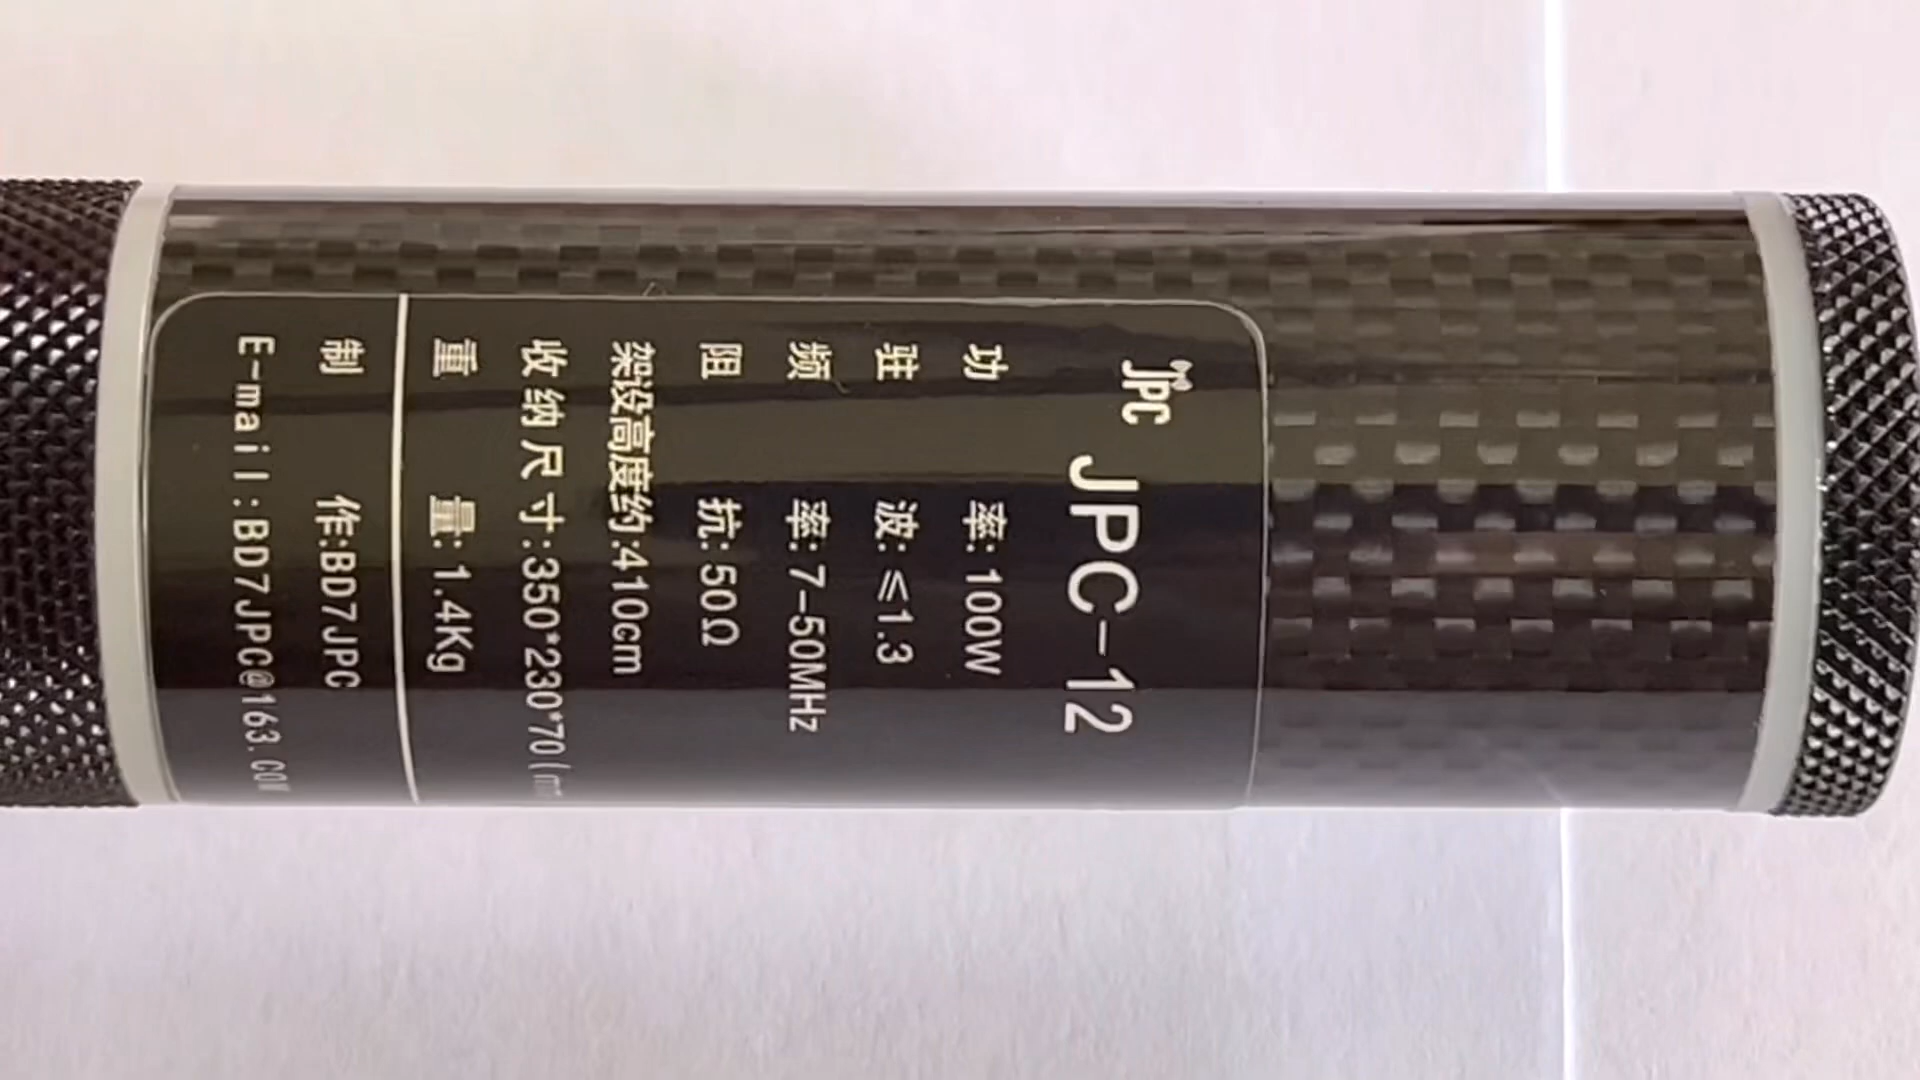 JPC
JPC-12
功 率: 100W
驻 波: ≤1.3
频 率: 7-50MHz
阻 抗: 50Ω
架设高度约:410cm
收纳尺寸:350*230*70(m
重 量: 1.4Kg
制 作:BD7JPC
E-mail:BD7JPC@163.COM